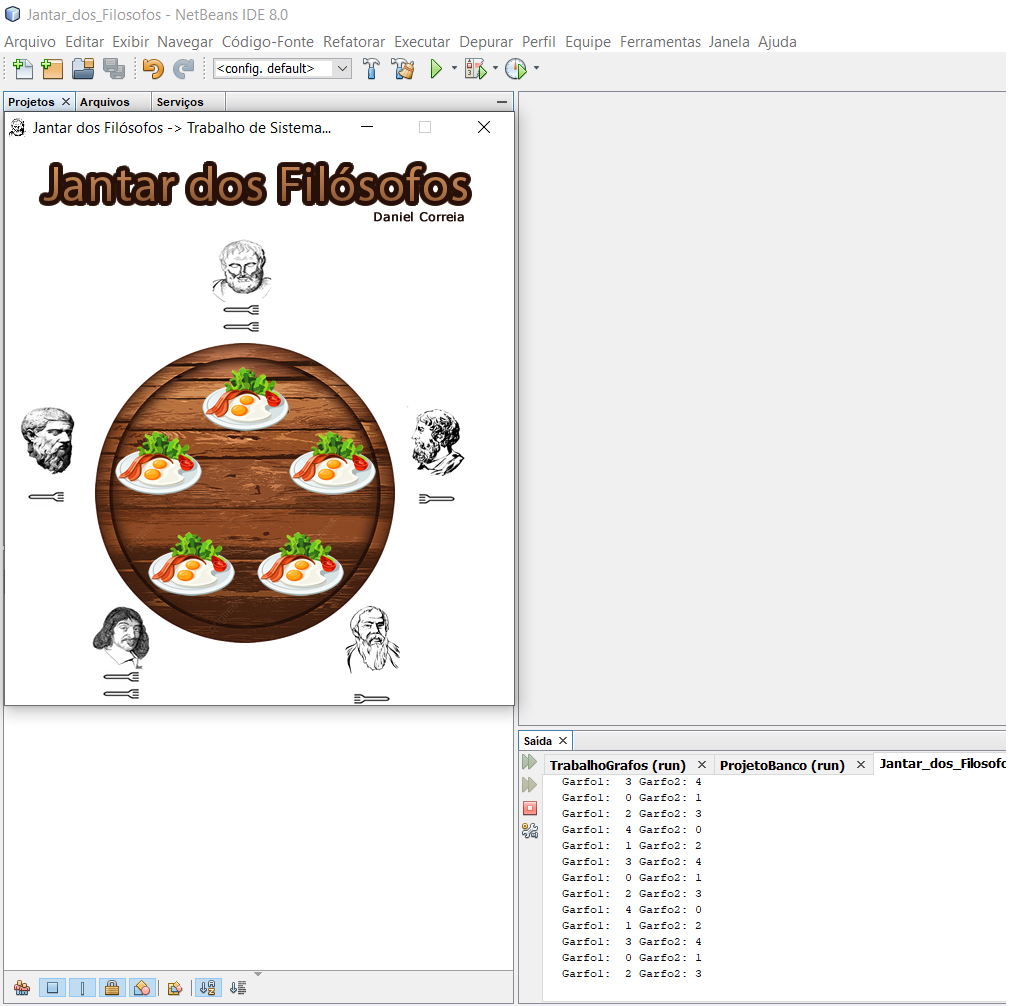 Jantar_dos_Filosofos - NetBeans IDE 8.0
Arquivo Editar Exibir Navegar Código-Fonte Refatorar Executar Depurar Perfil Equipe Ferramentas Janela Ajuda
<config. default>
Projetos Arquivos Serviços
Jantar dos Filósofos -> Trabalho de Sistema...
Jantar dos Filósofos
Daniel Correia
Saída
TrabalhoGrafos (run) ProjetoBanco (run) Jantar_dos_Filosofo
Garfo1: 3 Garfo2: 4
Garfo1: 0 Garfo2: 1
Garfo1: 2 Garfo2: 3
Garfo1: 4 Garfo2: 0
Garfo1: 1 Garfo2: 2
Garfo1: 3 Garfo2: 4
Garfo1: 0 Garfo2: 1
Garfo1: 2 Garfo2: 3
Garfo1: 4 Garfo2: 0
Garfo1: 1 Garfo2: 2
Garfo1: 3 Garfo2: 4
Garfo1: 0 Garfo2: 1
Garfo1: 2 Garfo2: 3